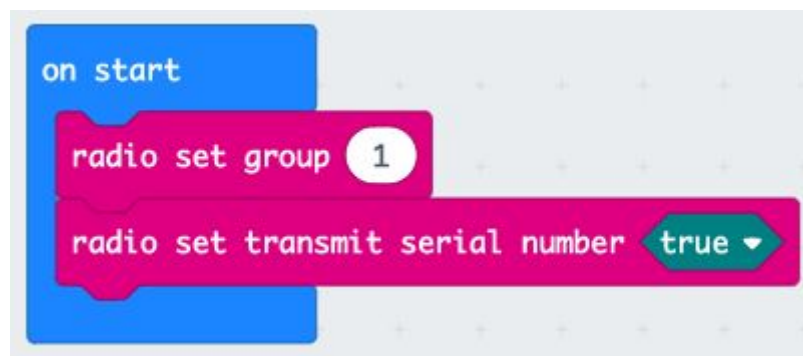 on start
radio set group 1
radio set transmit serial number true